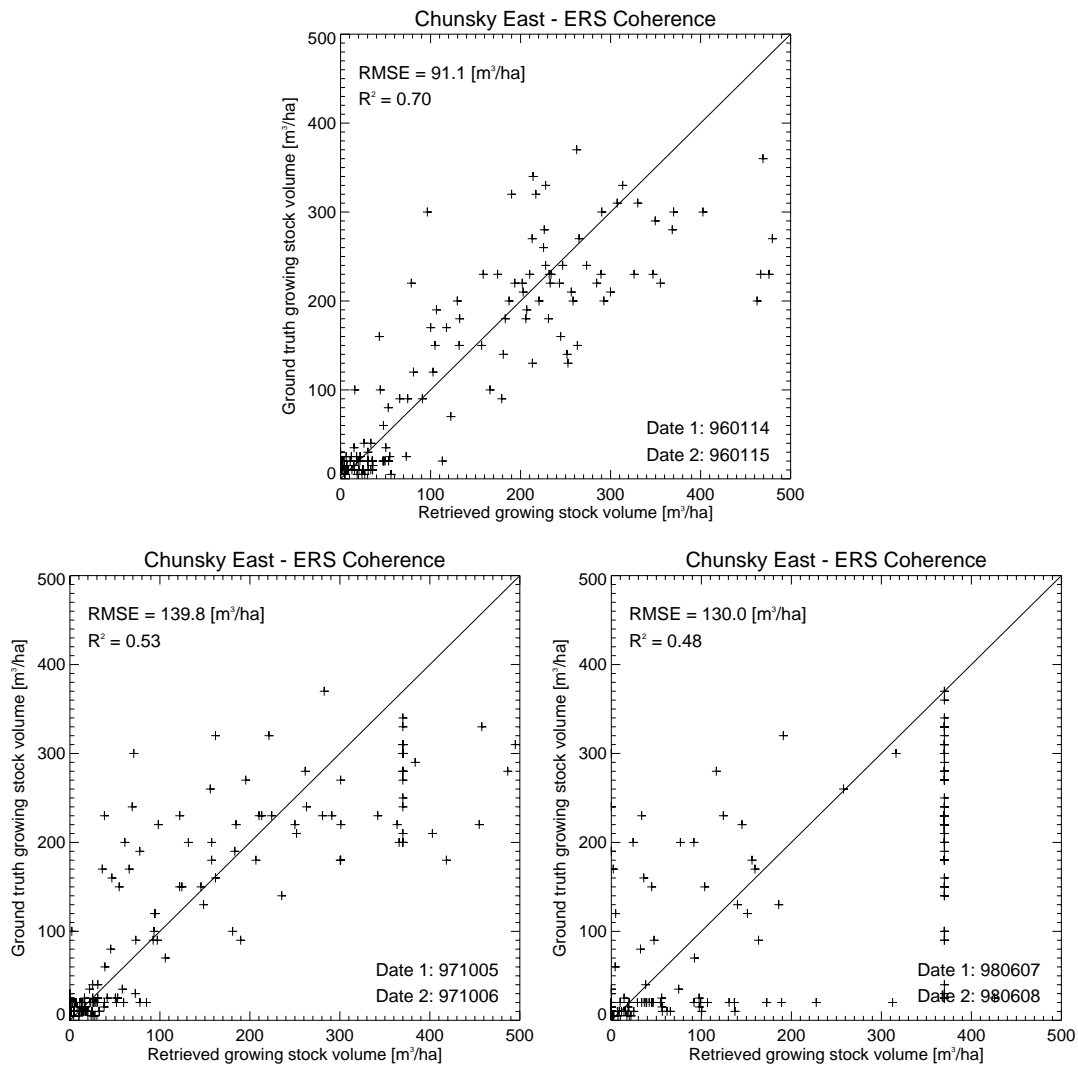 Chunsky East - ERS Coherence
RMSE = 91.1 [m³/ha]
R² = 0.70
Date 1: 960114
Date 2: 960115
500
400
300
200
100
0
0 100 200 300 400 500
Ground truth growing stock volume [m³/ha]
Retrieved growing stock volume [m³/ha]
Chunsky East - ERS Coherence
RMSE = 139.8 [m³/ha]
R² = 0.53
Date 1: 971005
Date 2: 971006
500
400
300
200
100
0
0 100 200 300 400 500
Ground truth growing stock volume [m³/ha]
Retrieved growing stock volume [m³/ha]
Chunsky East - ERS Coherence
RMSE = 130.0 [m³/ha]
R² = 0.48
Date 1: 980607
Date 2: 980608
500
400
300
200
100
0
0 100 200 300 400 500
Ground truth growing stock volume [m³/ha]
Retrieved growing stock volume [m³/ha]